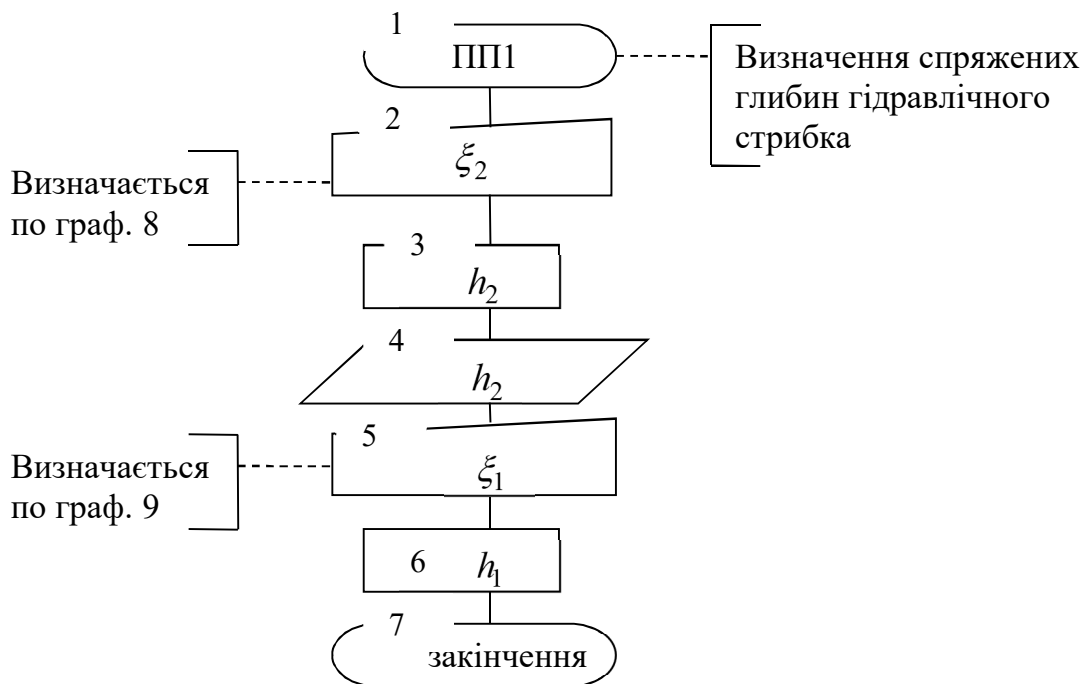 1
ПП1
Визначення спряжених
глибин гідравлічного
стрибка
2
ξ₂
Визначається
по граф. 8
3
h₂
4
h₂
5
ξ₁
Визначається
по граф. 9
6 h₁
7
закінчення